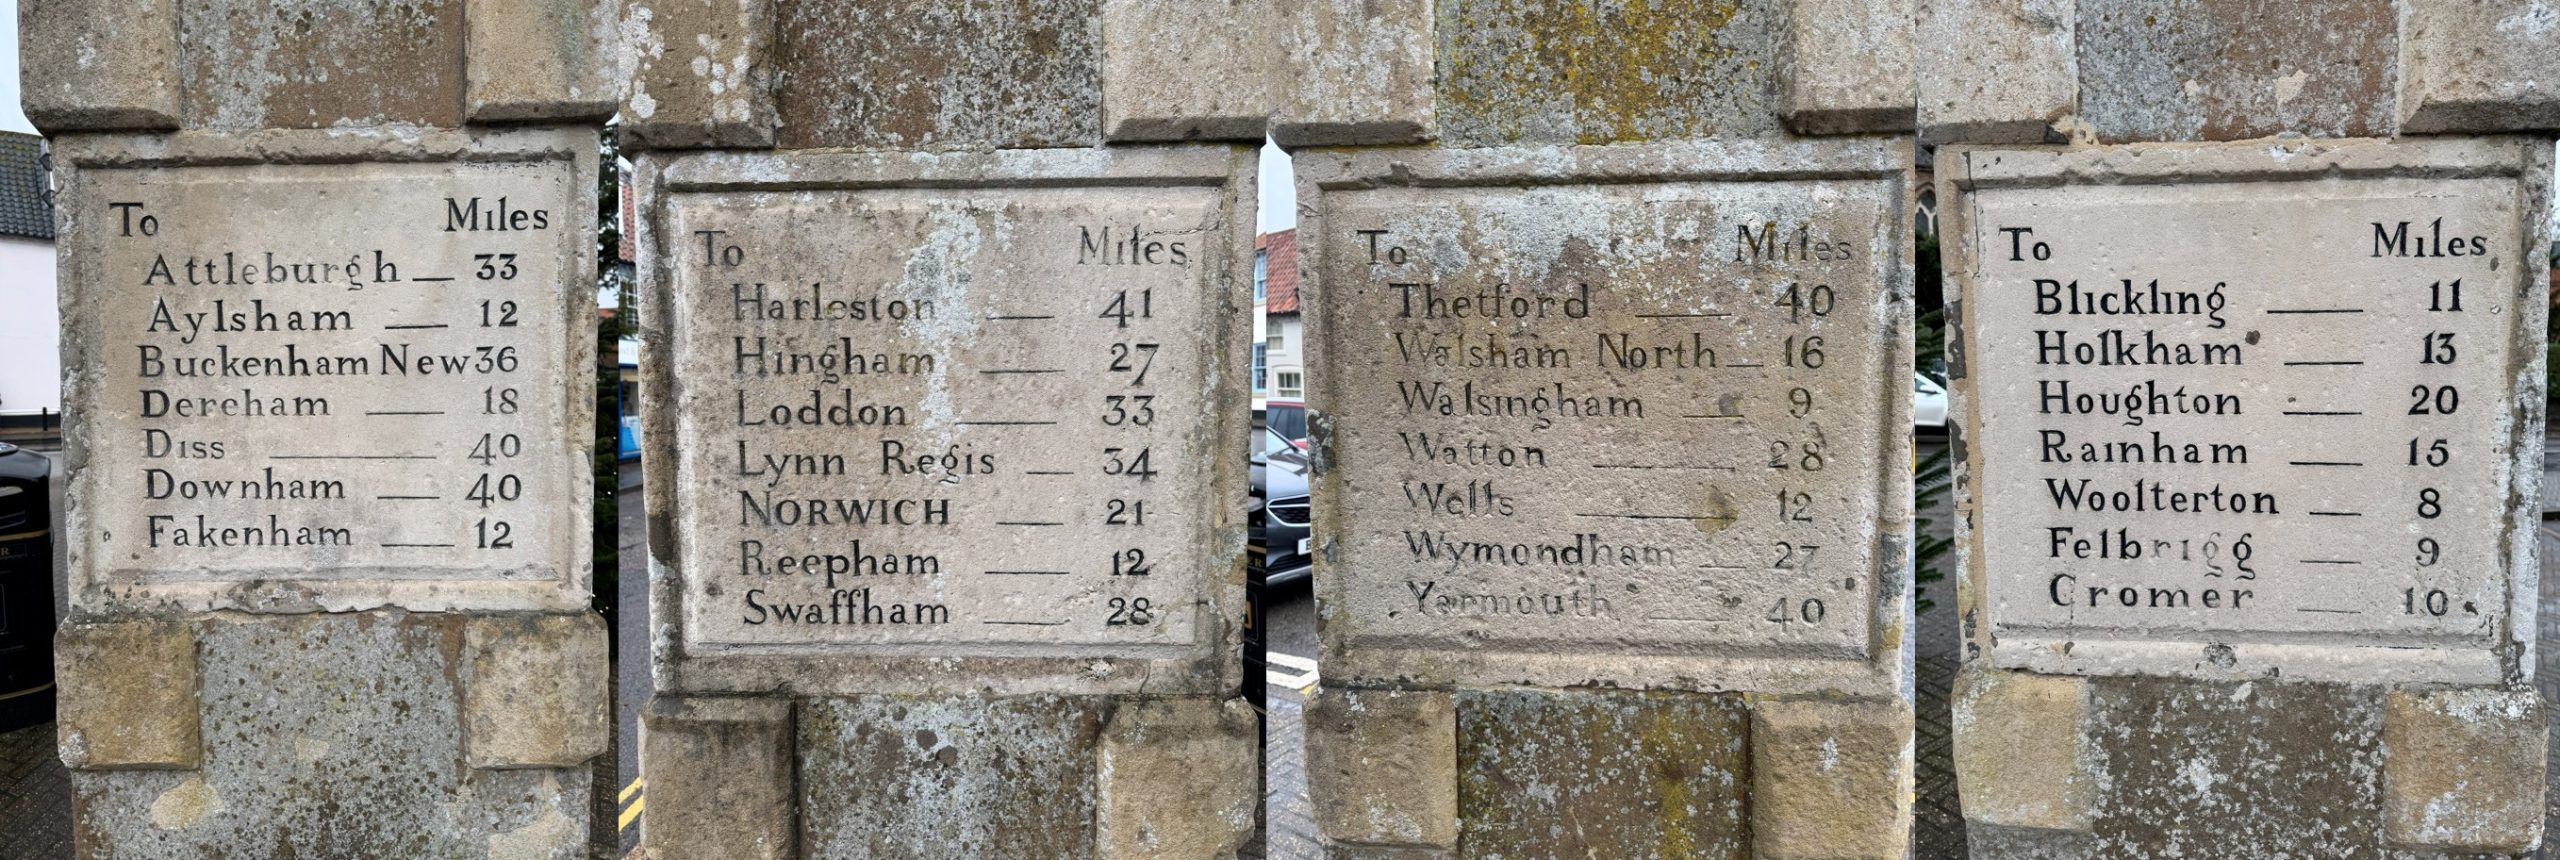 To Miles
Attleburgh — 33
Aylsham — 12
Buckenham New 36
Dereham — 18
Diss — 40
Downham — 40
Fakenham — 12
To Miles
Harleston — 41
Hingham — 27
Loddon — 33
Lynn Regis — 34
NORWICH — 21
Reepham — 12
Swaffham — 28
To Miles
Thetford — 40
Walsham North — 16
Walsingham — 9
Watton — 28
Wells — 12
Wymondham — 27
Yarmouth — 40
To Miles
Blickling — 11
Holkham — 13
Houghton — 20
Rainham — 15
Woolterton — 8
Felbrigg — 9
Cromer — 10